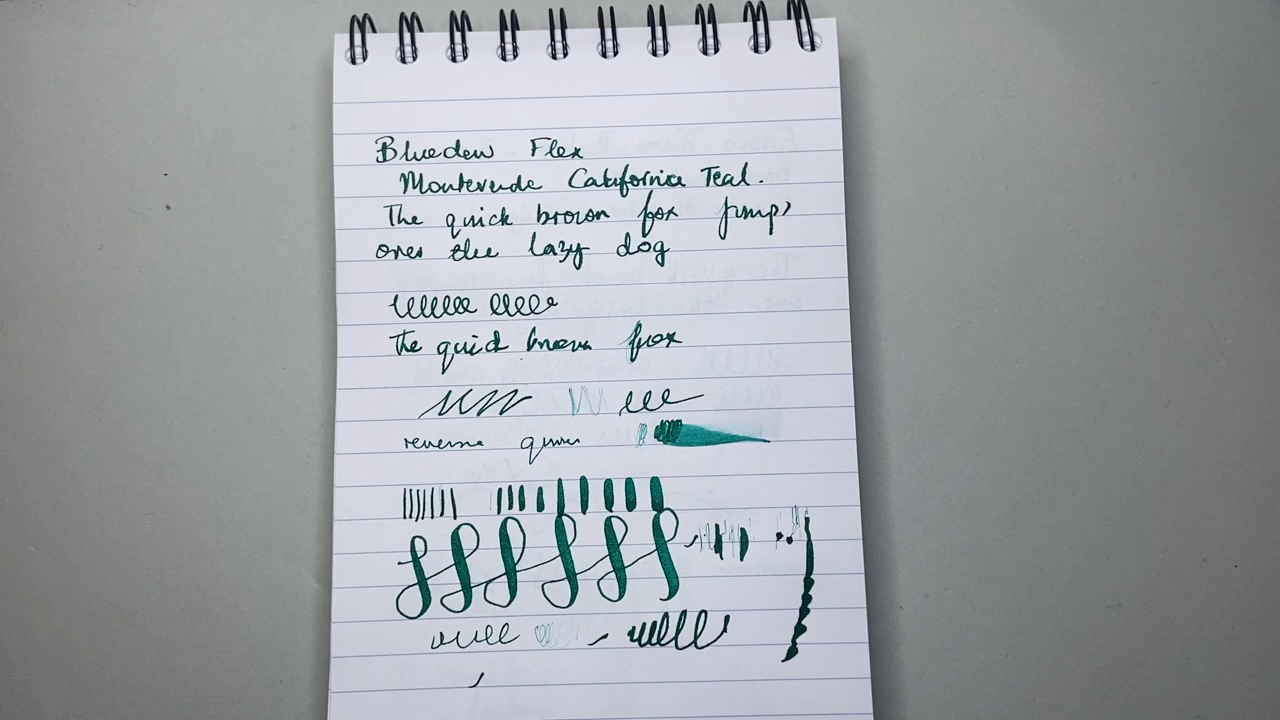 Bluedew Flex
Monteverde California Teal.
The quick brown fox jumps
over the lazy dog
The quick brown fox
reverse